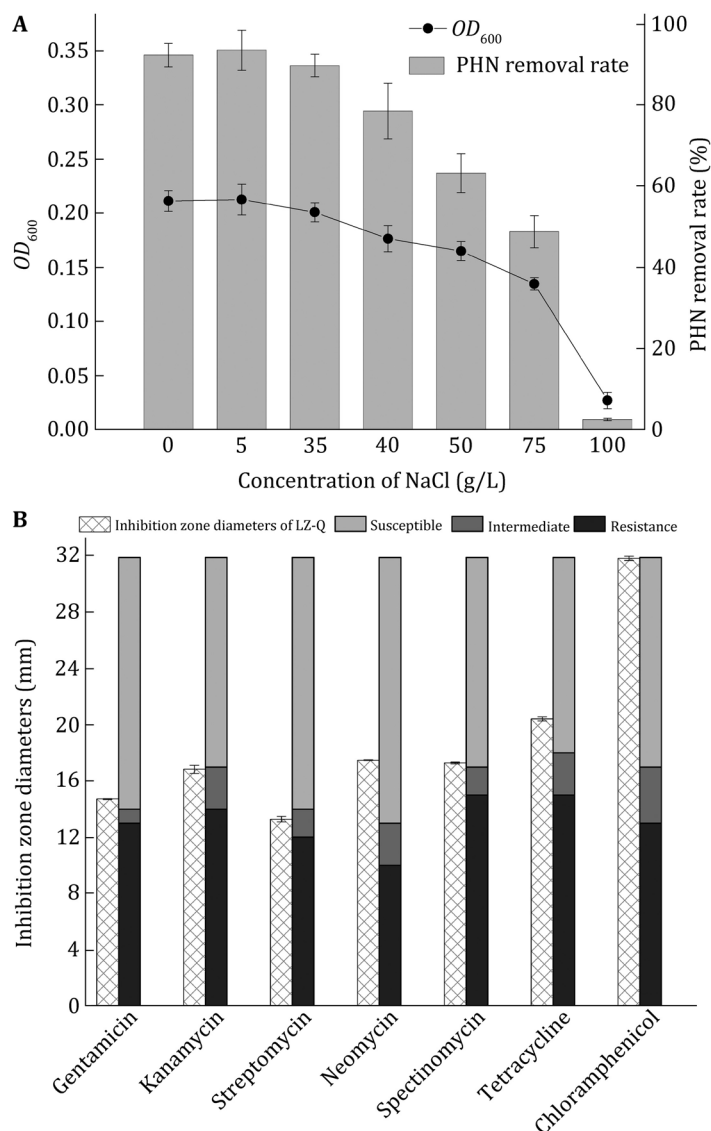 A
OD600
PHN removal rate
0.35
0.30
0.25
0.20
0.15
0.10
0.05
0.00
OD600
100
80
60
40
20
0
PHN removal rate (%)
0 5 35 40 50 75 100
Concentration of NaCl (g/L)
B
Inhibition zone diameters of LZ-Q Susceptible Intermediate Resistance
32
28
24
20
16
12
8
4
0
Inhibition zone diameters (mm)
Gentamicin
Kanamycin
Streptomycin
Neomycin
Spectinomycin
Tetracycline
Chloramphenicol